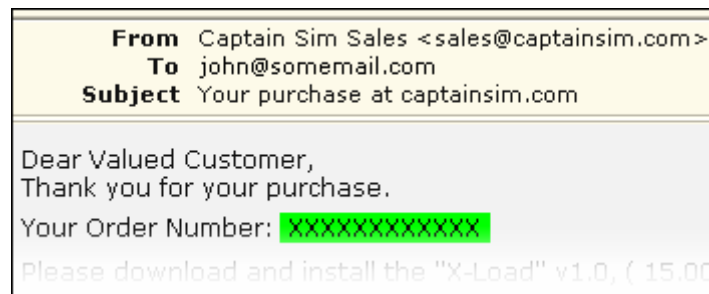 From Captain Sim Sales <sales@captainsim.com>
To john@somemail.com
Subject Your purchase at captainsim.com
Dear Valued Customer,
Thank you for your purchase.
Your Order Number: XXXXXXXXXXXX
Please download and install the "X-Load" v1.0, ( 15.00